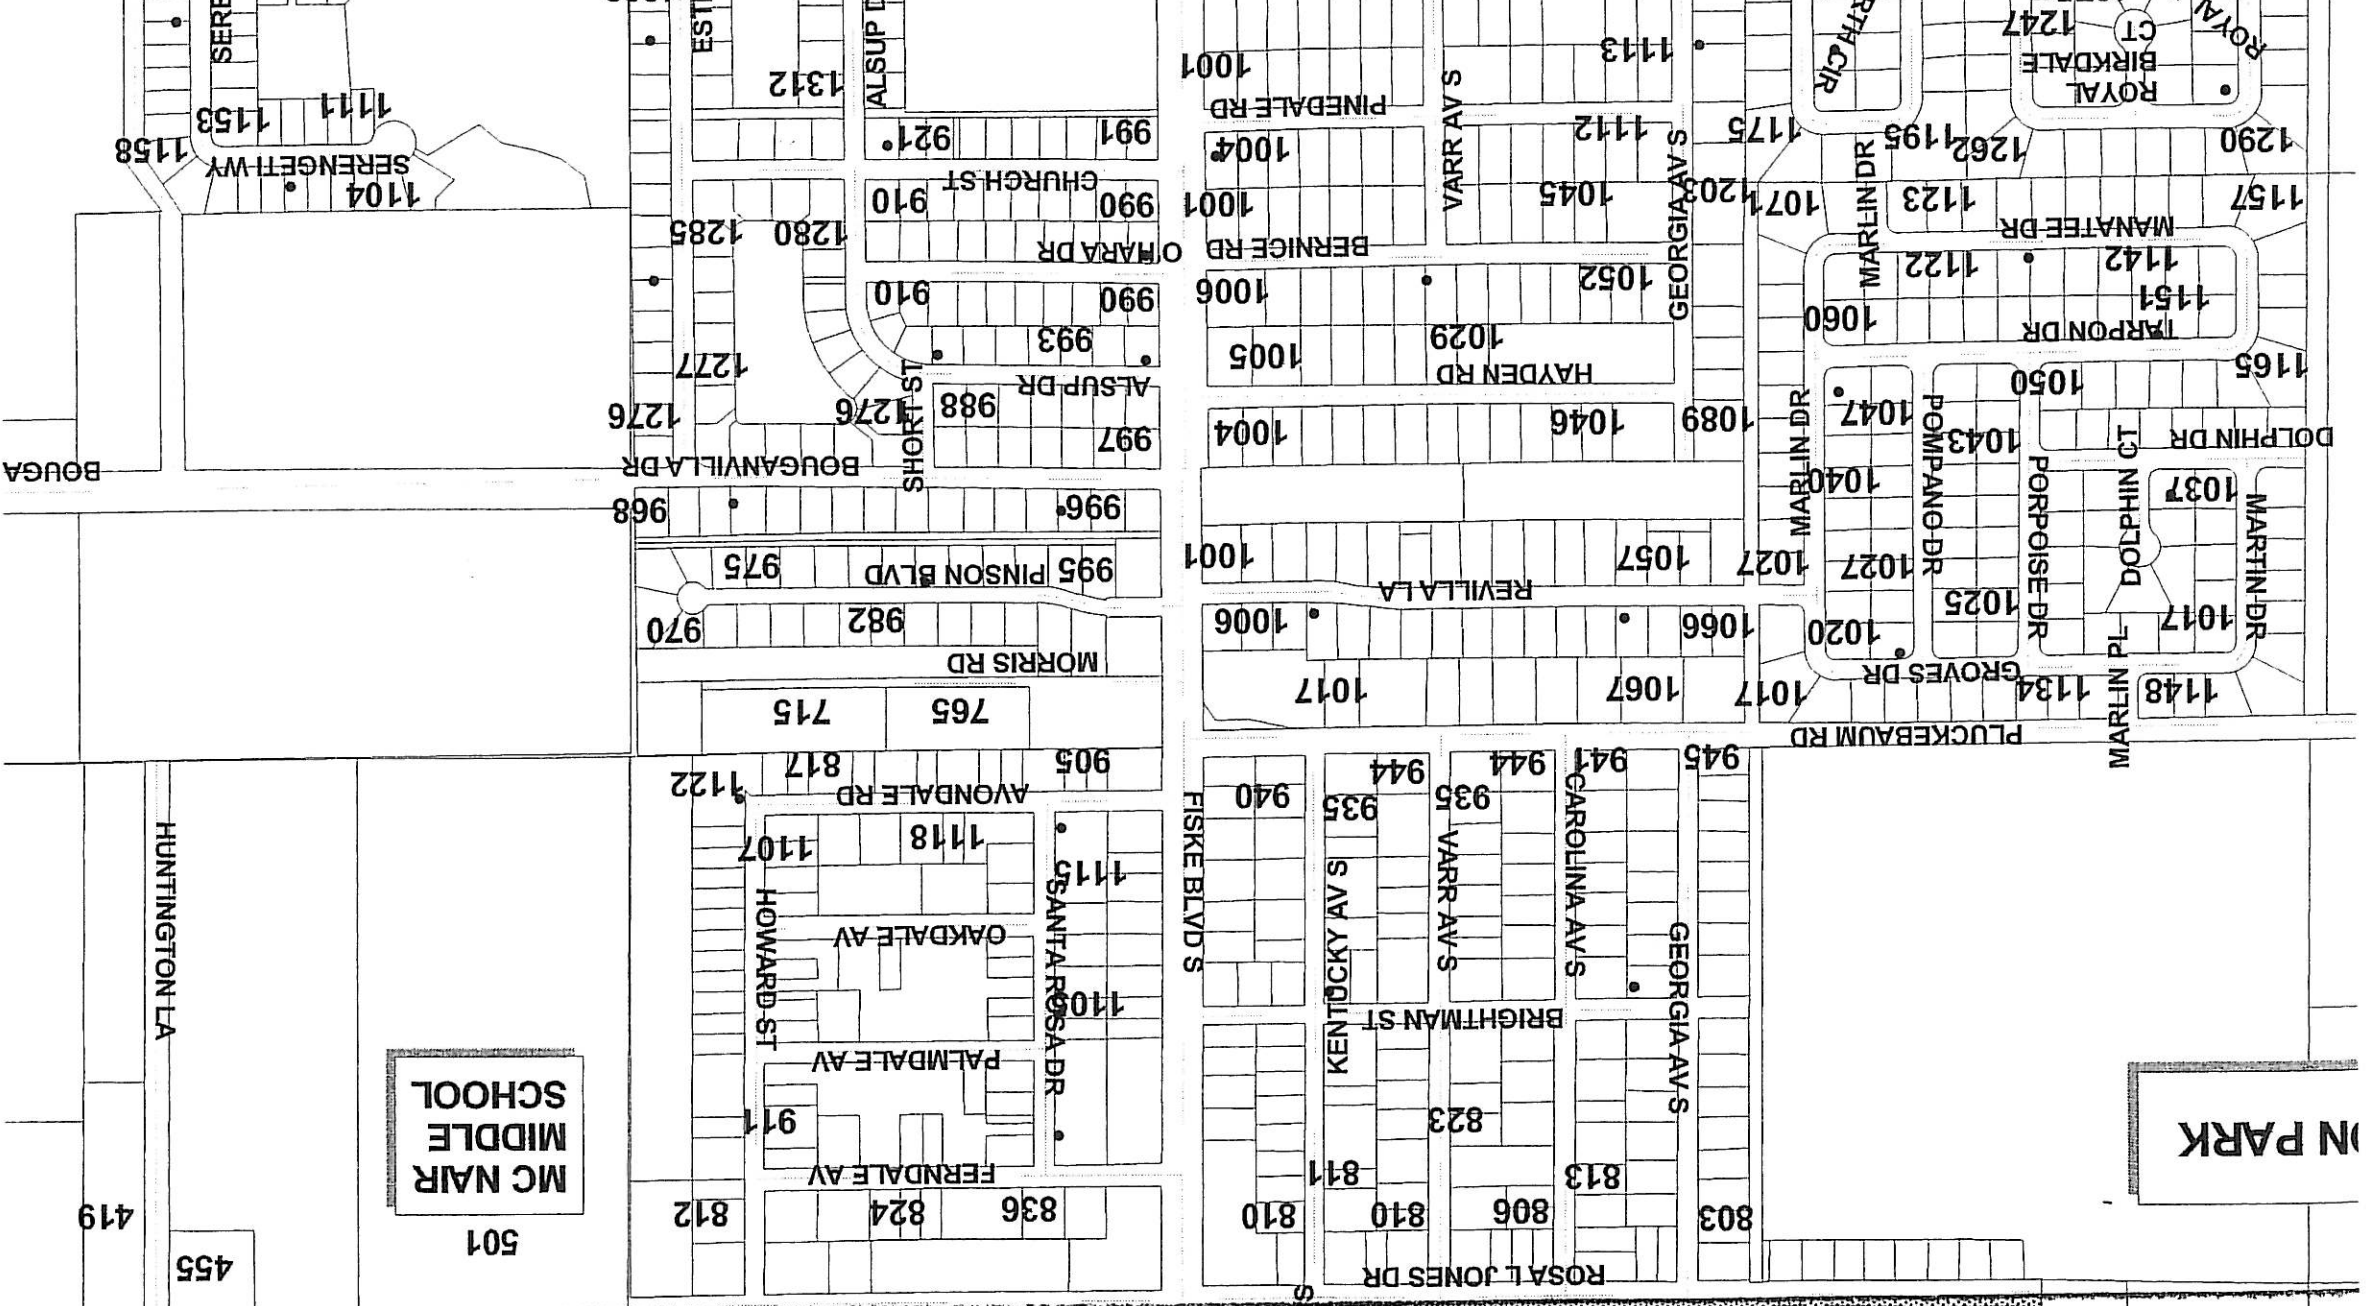 ROSA L JONES DR
S
455
803
806
810
810
836
824
812
501
419
MC NAIR
MIDDLE
SCHOOL
ON PARK
813
811
FERNDALE AV
823
911
PALMDALE AV
BRIGHTMAN ST
1105
GEORGIA AV S
CAROLINA AV S
VARR AV S
KENTUCKY AV S
FISKE BLVD S
SANTA ROSA DR
HOWARD ST
HUNTINGTON LA
OAKDALE AV
1115
1118
1107
AVONDALE RD
935
935
940
945
941
944
944
905
817
1122
PLUCKEBAUM RD
MARLIN PL
765
715
1148
1134
1017
1067
1017
GROVES DR
MORRIS RD
1017
1025
1020
1066
1006
982
970
REVILLA LA
MARTIN DR
DOLPHIN CT
PORPOISE DR
POMPANO DR
MARLIN DR
1027
1027
1057
1001
995
PINSON BLVD
975
1037
1040
996
968
BOUGANVILLA DR
BOUGA
DOLPHIN DR
1043
1047
1089
1046
1004
997
988
1276
1276
SHORT ST
1165
1050
HAYDEN RD
ALSUP DR
1277
1005
1029
993
TARPON DR
1060
1151
1142
1122
1052
1006
990
910
MANATEE DR
MARLIN DR
BERNICE RD
O HARA DR
1280
1285
1157
1123
1071
1203
1045
1001
990
910
GEORGIA AV S
CHURCH ST
1104
SERENGETI WY
1158
1290
1262
1195
1175
1112
VARR AV S
1004
991
921
1111
1153
PINEDALE RD
ROYAL
BIRKDALE
CT
1247
1113
1001
1312
ALSUP D
EST
SERE
ROYAL
RTH CIR